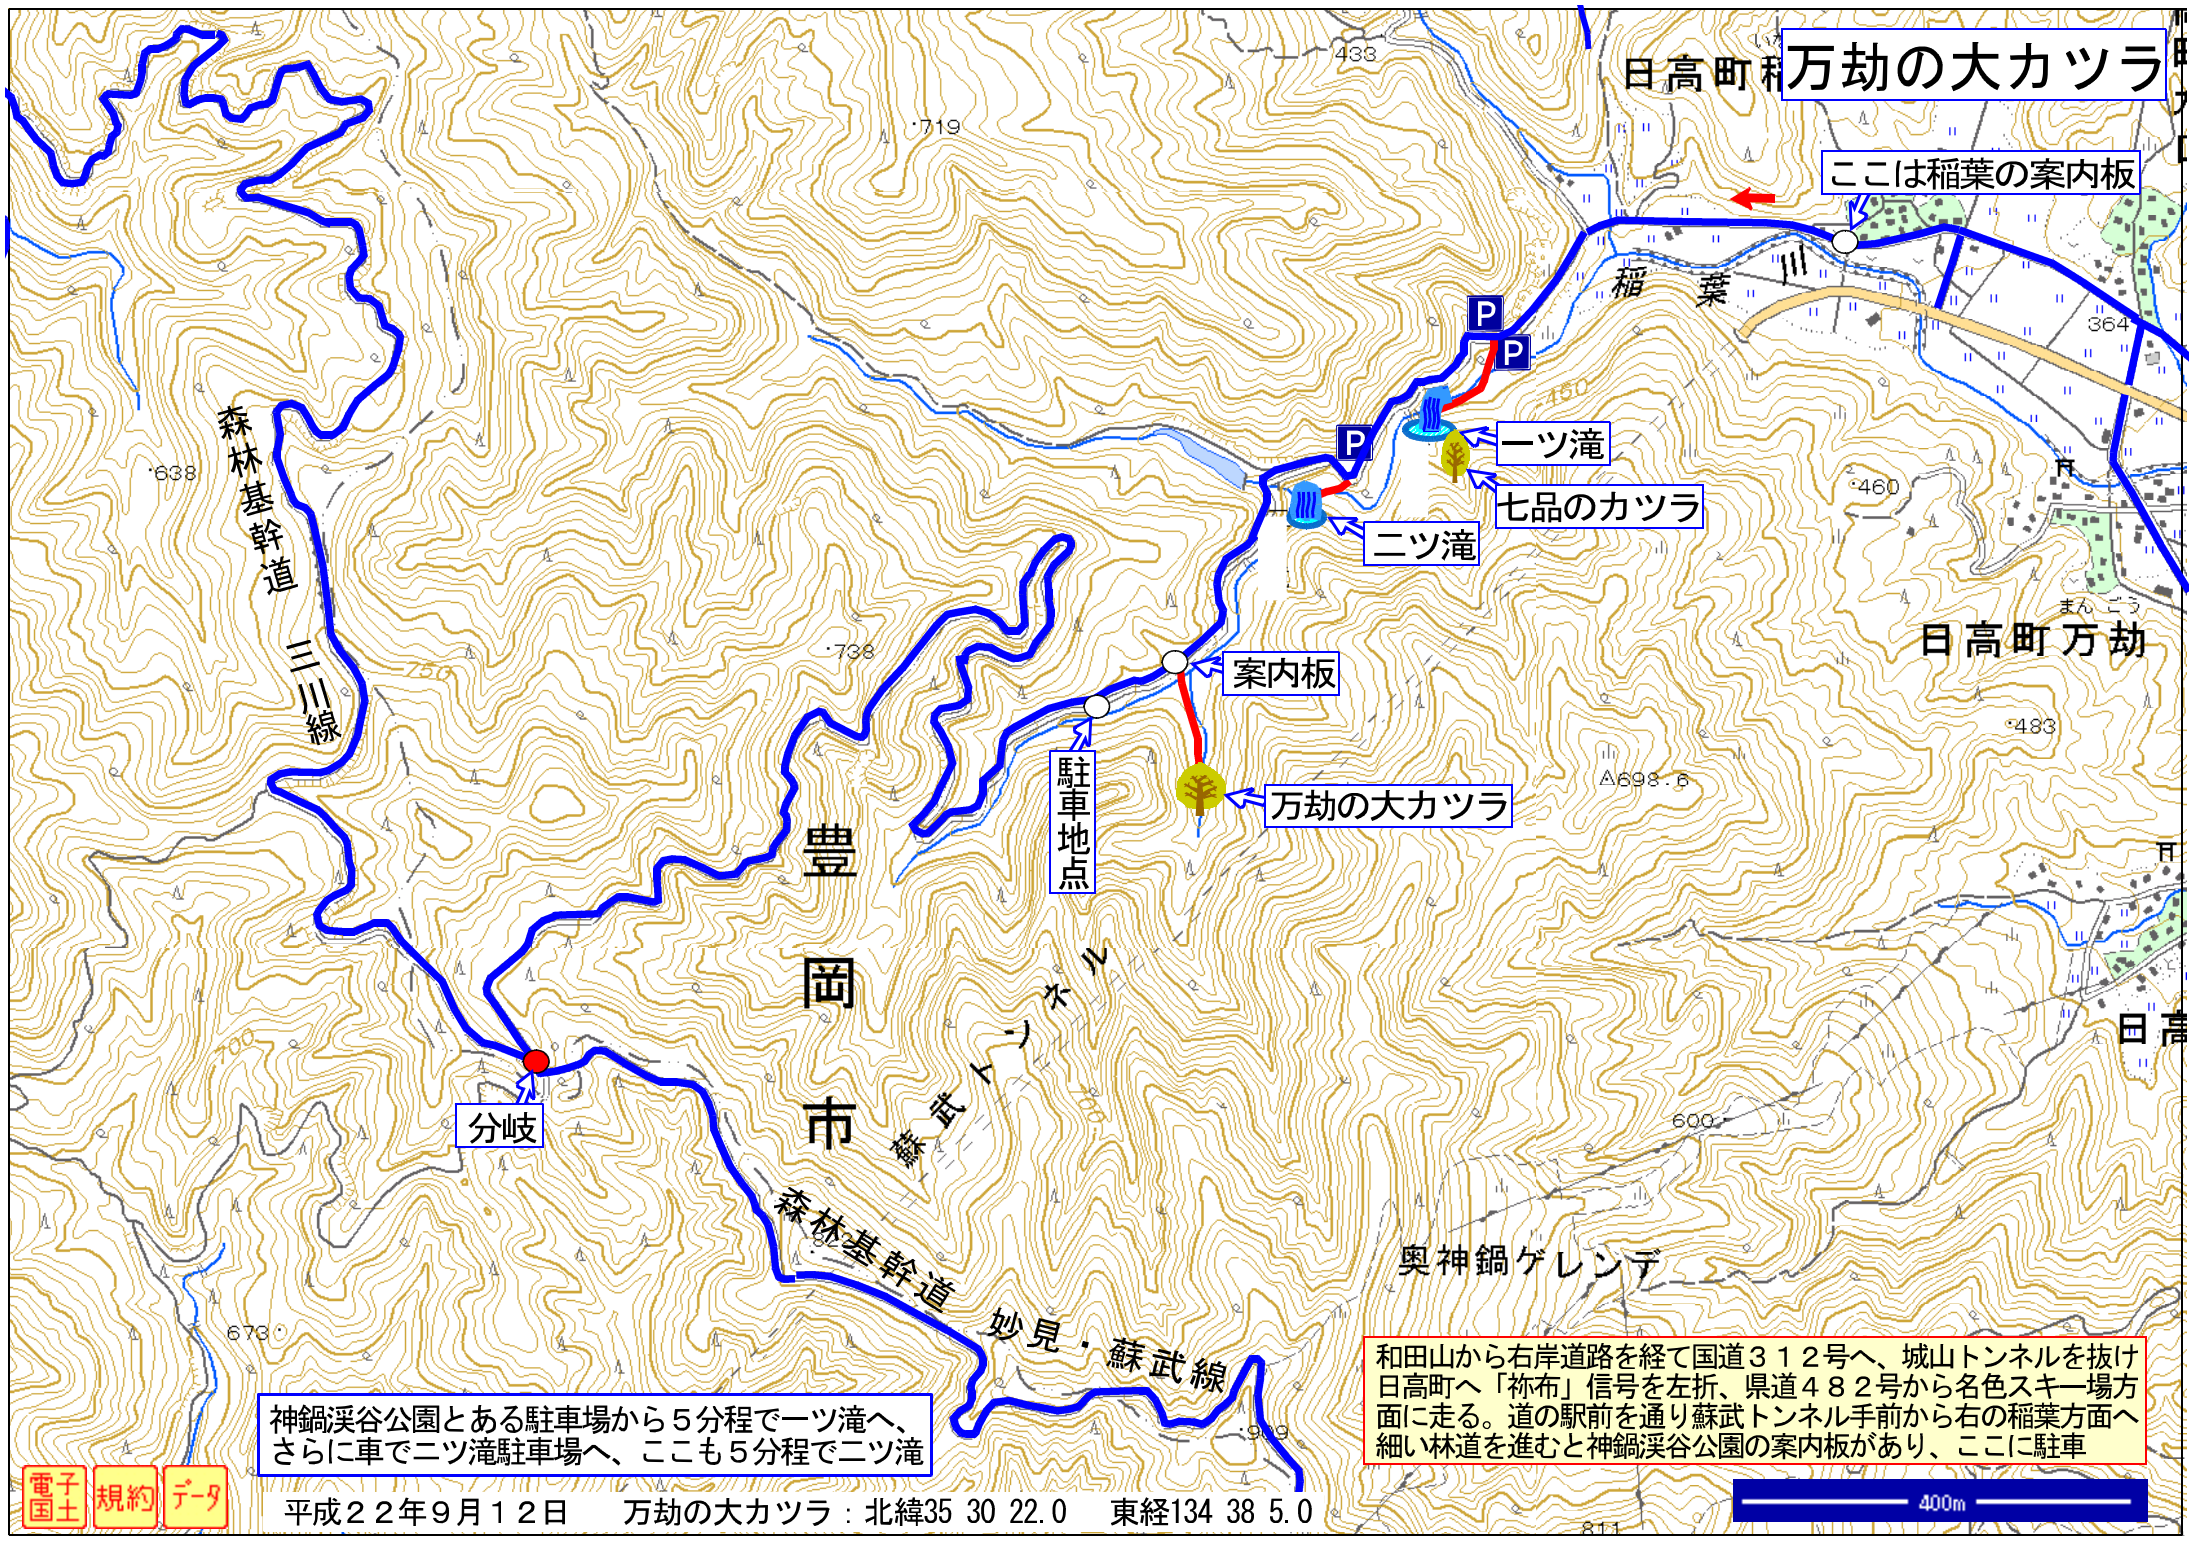 万劫の大カツラ
日高町稲
ここは稲葉の案内板
433
719
稲葉川
364
450
一ツ滝
七品のカツラ
二ツ滝
460
638
森林基幹道 三川線
まんごう
日高町万劫
738
750
案内板
483
698.6
駐車地点
万劫の大カツラ
豊岡市
蘇武トンネル
日高
700
700
分岐
600
森林基幹道 妙見・蘇武線
822
奥神鍋ゲレンデ
673
909
和田山から右岸道路を経て国道３１２号へ、城山トンネルを抜け
日高町へ「祢布」信号を左折、県道４８２号から名色スキー場方
面に走る。道の駅前を通り蘇武トンネル手前から右の稲葉方面へ
細い林道を進むと神鍋渓谷公園の案内板があり、ここに駐車
神鍋渓谷公園とある駐車場から５分程で一ツ滝へ、
さらに車で二ツ滝駐車場へ、ここも５分程で二ツ滝
電子国土
規約
データ
平成２２年９月１２日 万劫の大カツラ：北緯35 30 22.0 東経134 38 5.0
400m
811
P
P
P